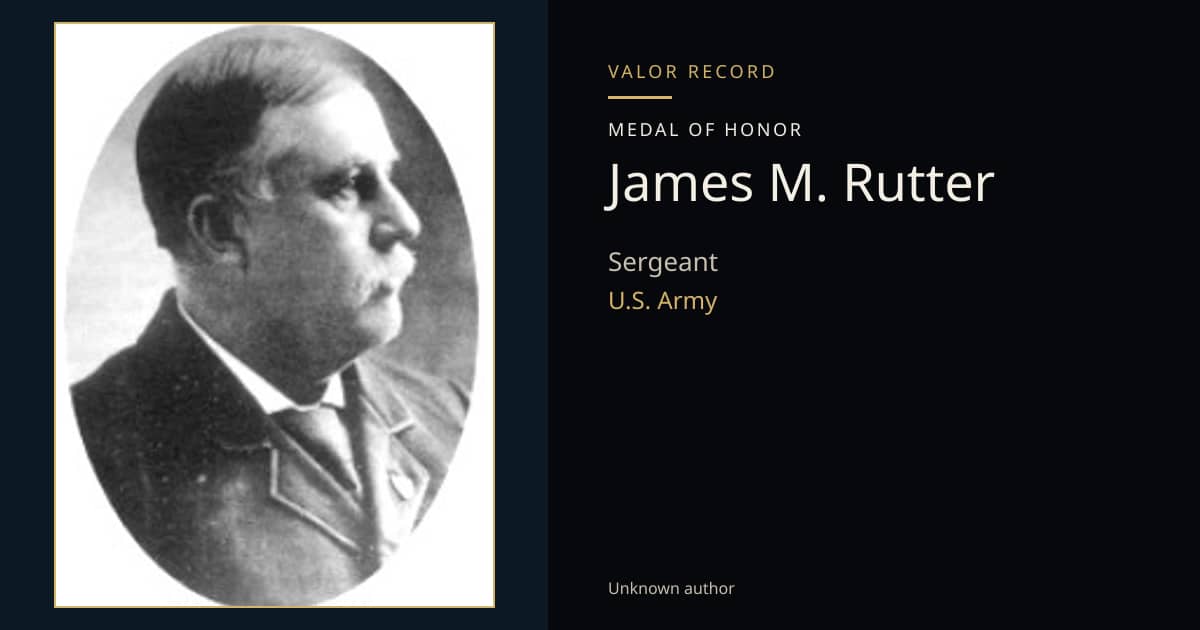 VALOR RECORD
MEDAL OF HONOR
James M. Rutter
Sergeant
U.S. Army
Unknown author